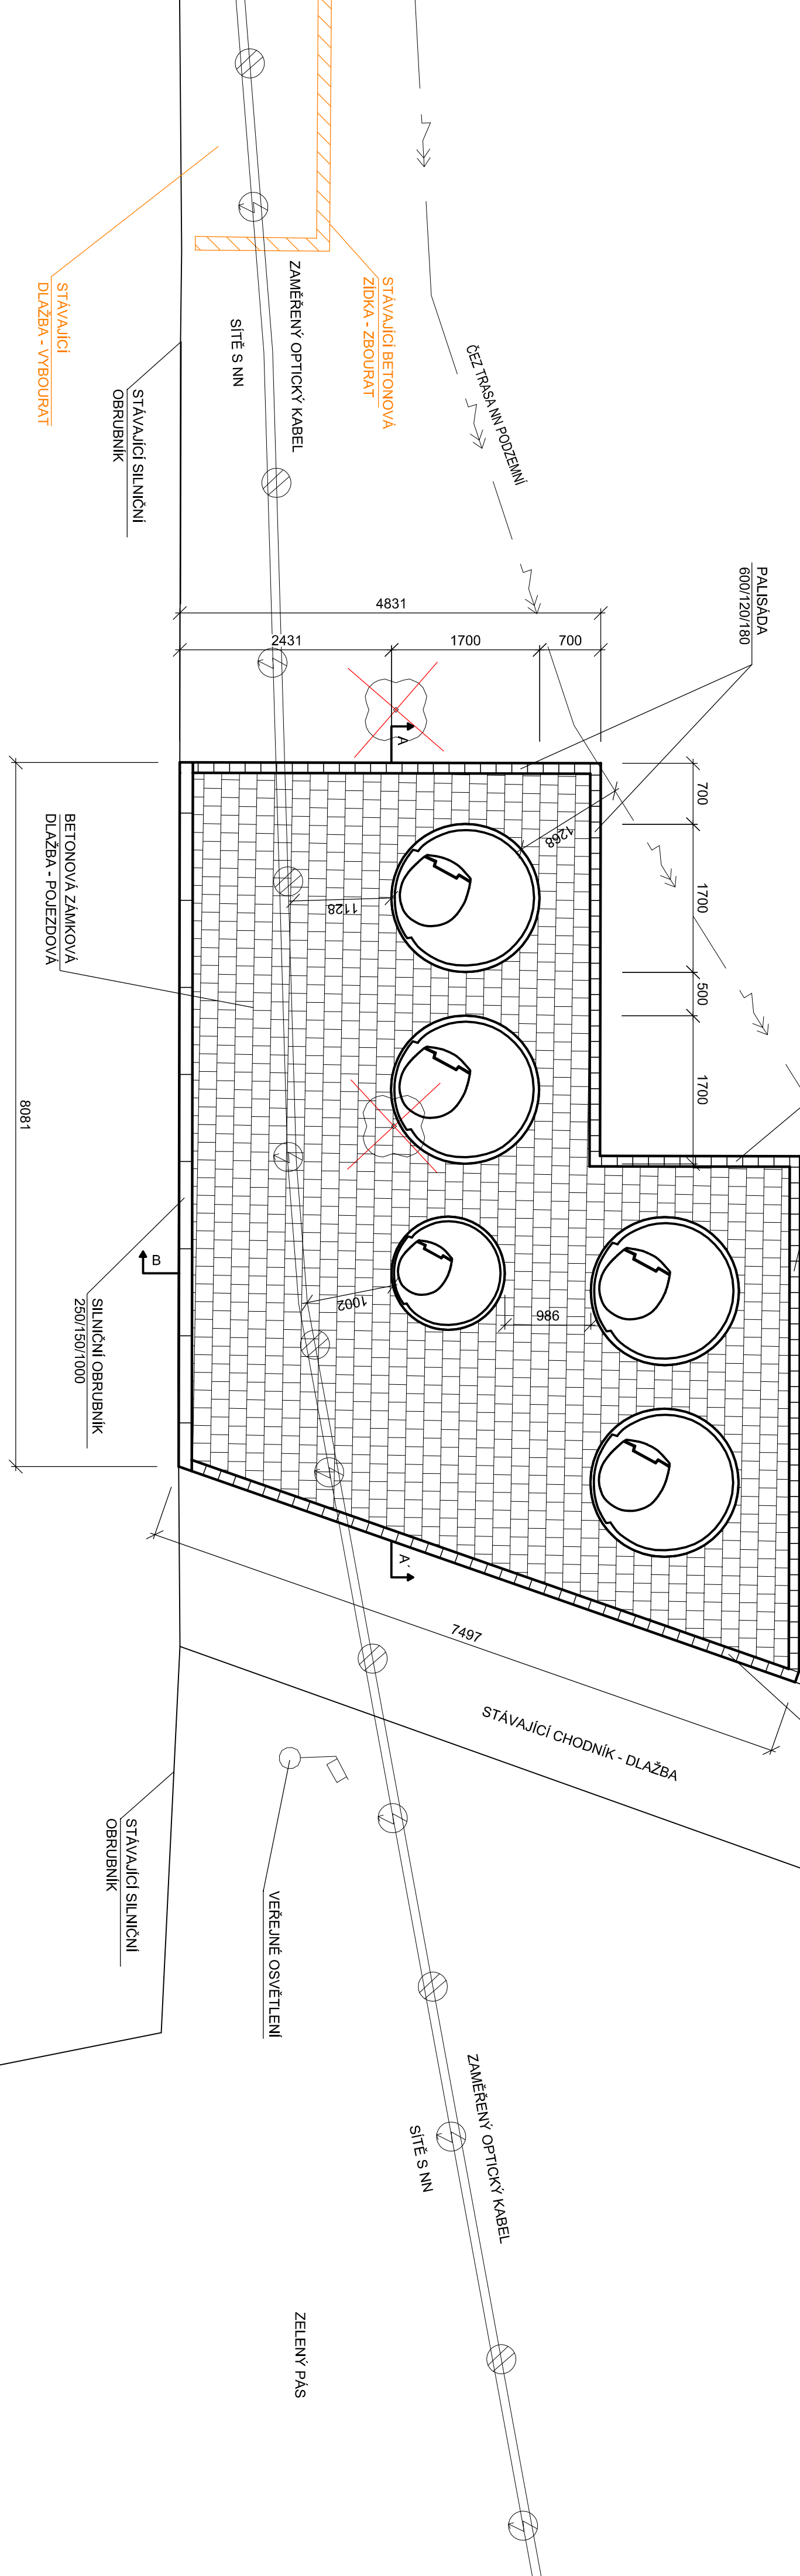 STÁVAJÍCÍ
DLAŽBA - VYBOURAT
STÁVAJÍCÍ BETONOVÁ
ZÍDKA - ZBOURAT
ZAMĚŘENÝ OPTICKÝ KABEL
SÍTĚ S NN
STÁVAJÍCÍ SILNIČNÍ
OBRUBNÍK
ČEZ TRASA NN PODZEMNÍ
PALISÁDA
600/120/180
4831
2431
1700
700
A
700
1700
500
1700
1268
1128
BETONOVÁ ZÁMKOVÁ
DLAŽBA - POJEZDOVÁ
8081
B
SILNIČNÍ OBRUBNÍK
250/150/1000
1002
986
A´
7497
STÁVAJÍCÍ CHODNÍK - DLAŽBA
STÁVAJÍCÍ SILNIČNÍ
OBRUBNÍK
VEŘEJNÉ OSVĚTLENÍ
ZAMĚŘENÝ OPTICKÝ KABEL
SÍTĚ S NN
ZELENÝ PÁS